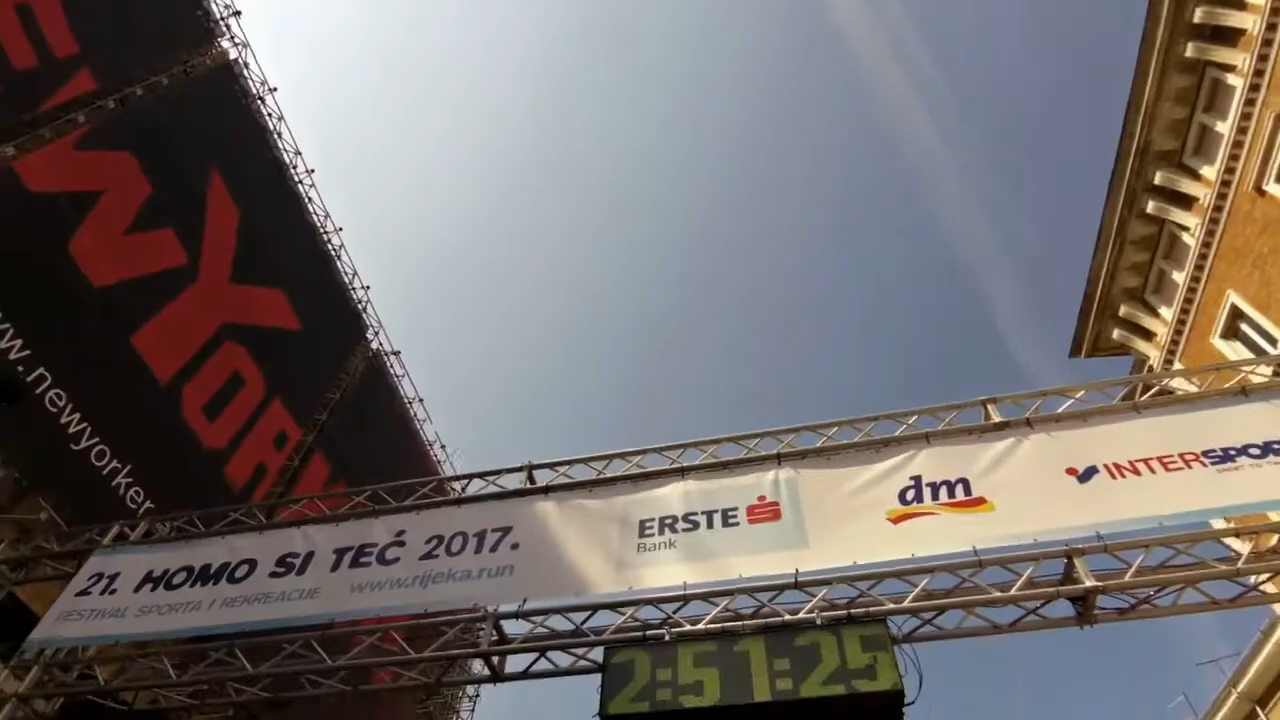 EWYORK
www.newyorker
21. HOMO SI TEĆ 2017.
FESTIVAL SPORTA I REKREACIJE www.rijeka.run
ERSTE
Bank
dm
INTERSPOR
2:51:25